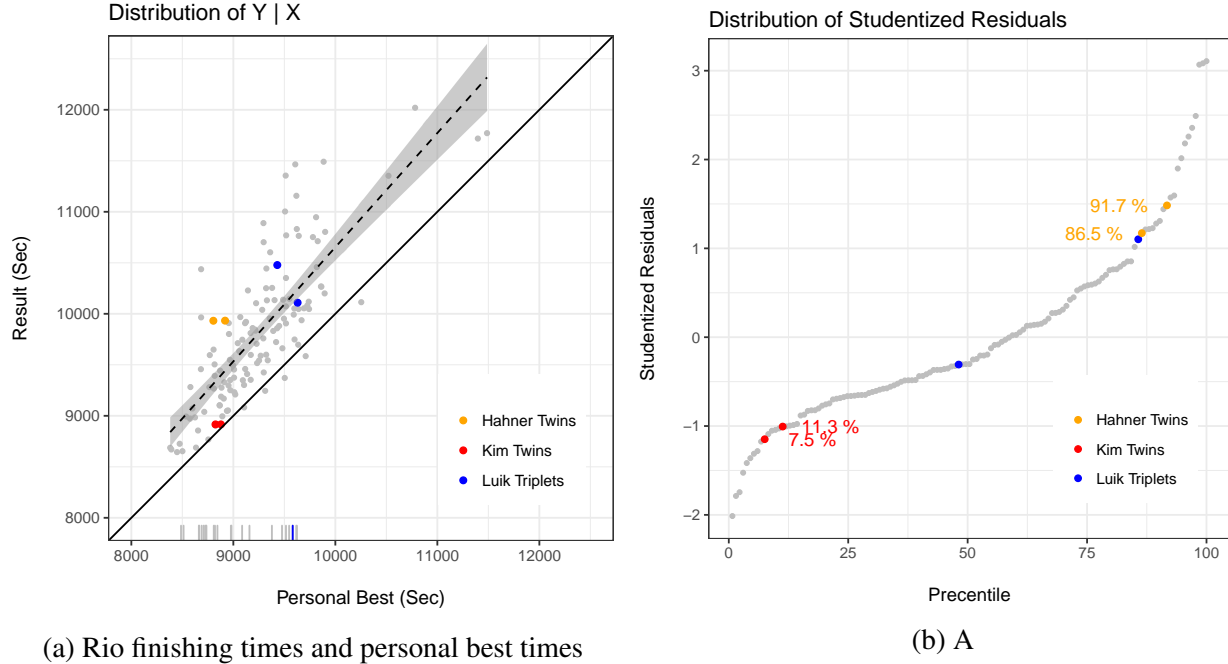 Distribution of Y | X
Result (Sec)
12000
11000
10000
9000
8000
Hahner Twins
Kim Twins
Luik Triplets
8000 9000 10000 11000 12000
Personal Best (Sec)
(a) Rio finishing times and personal best times
Distribution of Studentized Residuals
Studentized Residuals
3
2
1
0
−1
−2
91.7 %
86.5 %
11.3 %
7.5 %
Hahner Twins
Kim Twins
Luik Triplets
0 25 50 75 100
Precentile
(b) A